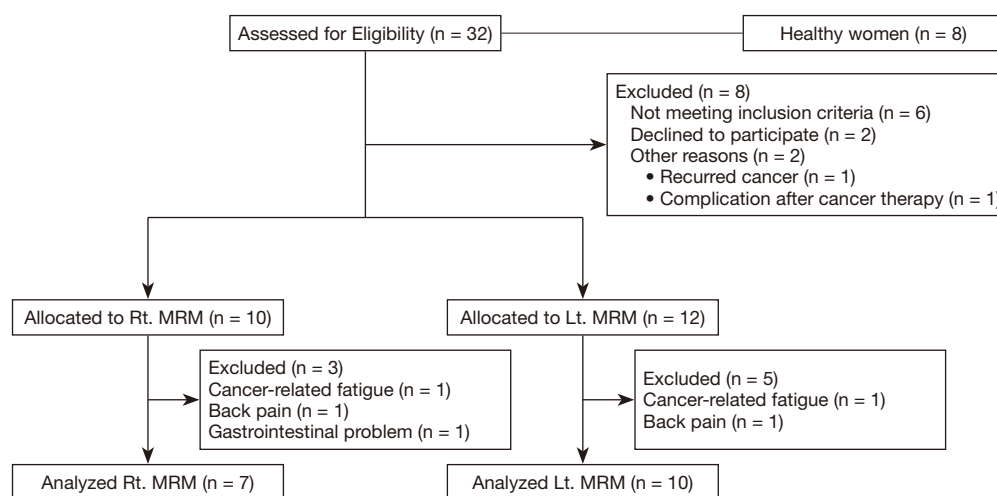 Assessed for Eligibility (n = 32)
Healthy women (n = 8)
Excluded (n = 8)
Not meeting inclusion criteria (n = 6)
Declined to participate (n = 2)
Other reasons (n = 2)
• Recurred cancer (n = 1)
• Complication after cancer therapy (n = 1)
Allocated to Rt. MRM (n = 10)
Allocated to Lt. MRM (n = 12)
Excluded (n = 3)
Cancer-related fatigue (n = 1)
Back pain (n = 1)
Gastrointestinal problem (n = 1)
Excluded (n = 5)
Cancer-related fatigue (n = 1)
Back pain (n = 1)
Analyzed Rt. MRM (n = 7)
Analyzed Lt. MRM (n = 10)